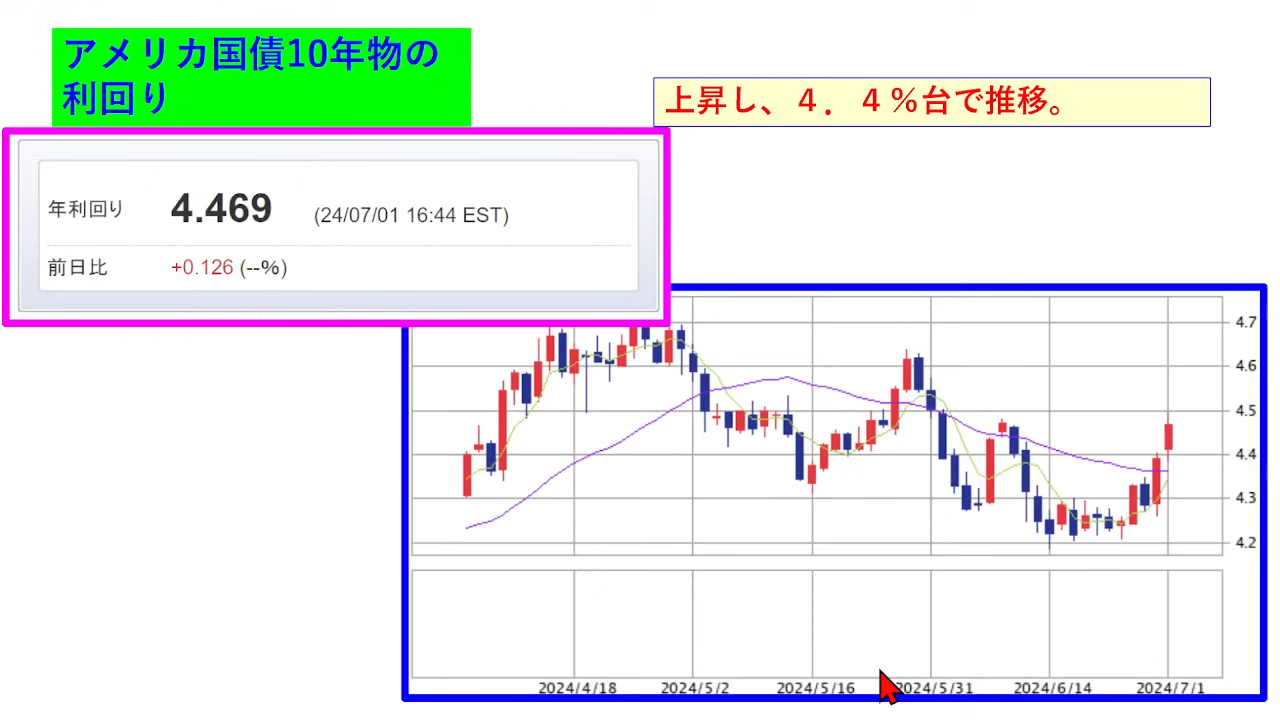 アメリカ国債10年物の
利回り
上昇し、４．４％台で推移。
年利回り 4.469 (24/07/01 16:44 EST)
前日比 +0.126 (--%)
4.7
4.6
4.5
4.4
4.3
4.2
2024/4/18 2024/5/2 2024/5/16 2024/5/31 2024/6/14 2024/7/1